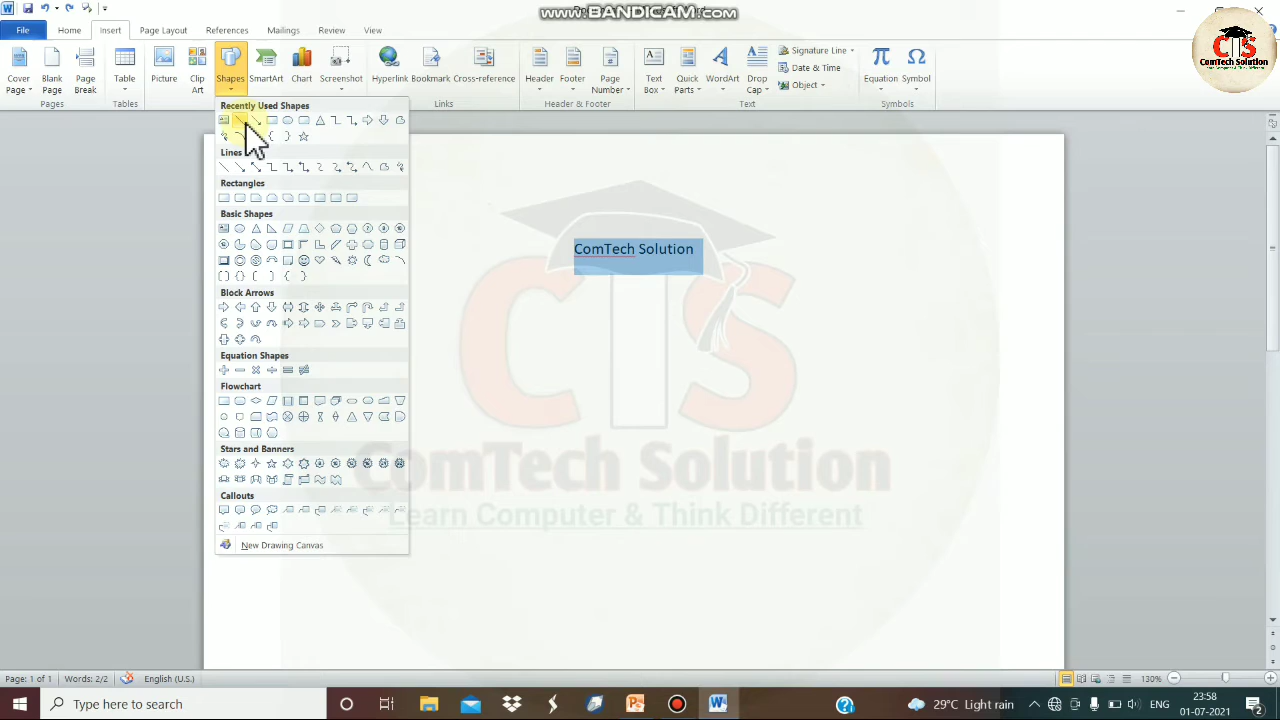 www.BANDICAM.com
File Home Insert Page Layout References Mailings Review View
Cover Page Blank Page Page Break Table Picture Clip Art Shapes SmartArt Chart Screenshot Hyperlink Bookmark Cross-reference Header Footer Page Number Text Box Quick Parts WordArt Drop Cap Signature Line Date & Time Object Equation Symbol
Pages Tables Links Header & Footer Text Symbols
CTS
ComTech Solution
Recently Used Shapes
Lines
Rectangles
Basic Shapes
Block Arrows
Equation Shapes
Flowchart
Stars and Banners
Callouts
New Drawing Canvas
ComTech Solution
CTS
ComTech Solution
Learn Computer & Think Different
Page: 1 of 1 Words: 2/2 English (U.S.) 130%
Type here to search 29°C Light rain ENG 23:58
01-07-2021 2